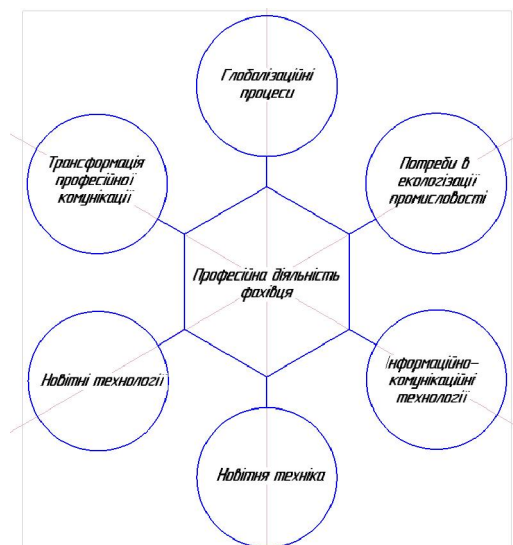 Глобалізаційні
процеси
Трансформація
професійної
комунікації
Потреби в
екологізації
промисловості
Професійна діяльність
фахівця
Новітні технології
Інформаційно-
комунікаційні
технології
Новітня техніка